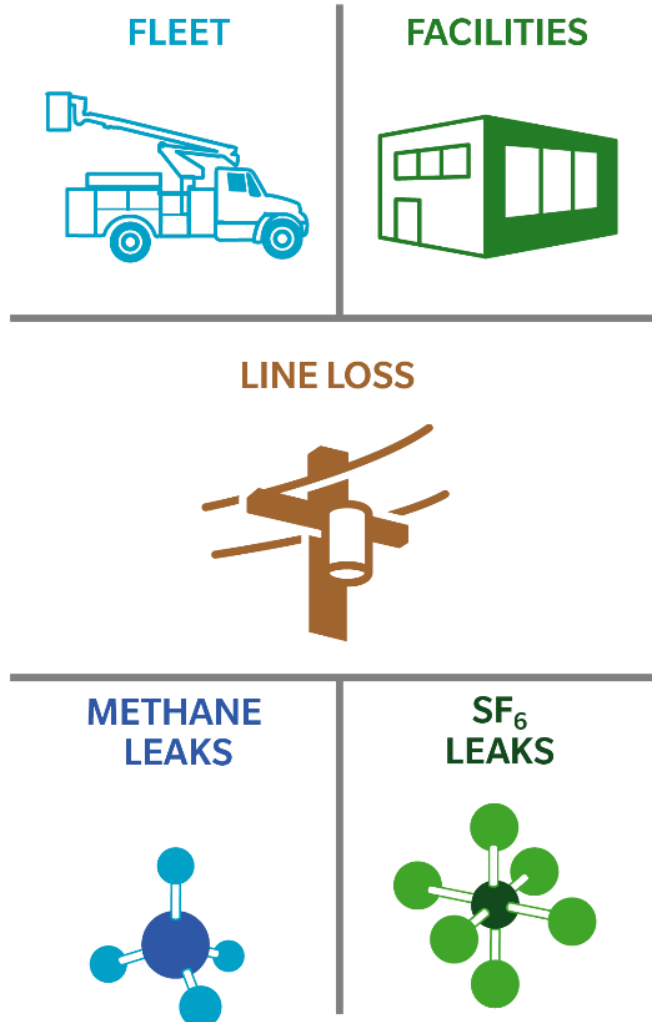 FLEET
FACILITIES
LINE LOSS
METHANE
LEAKS
SF₆
LEAKS